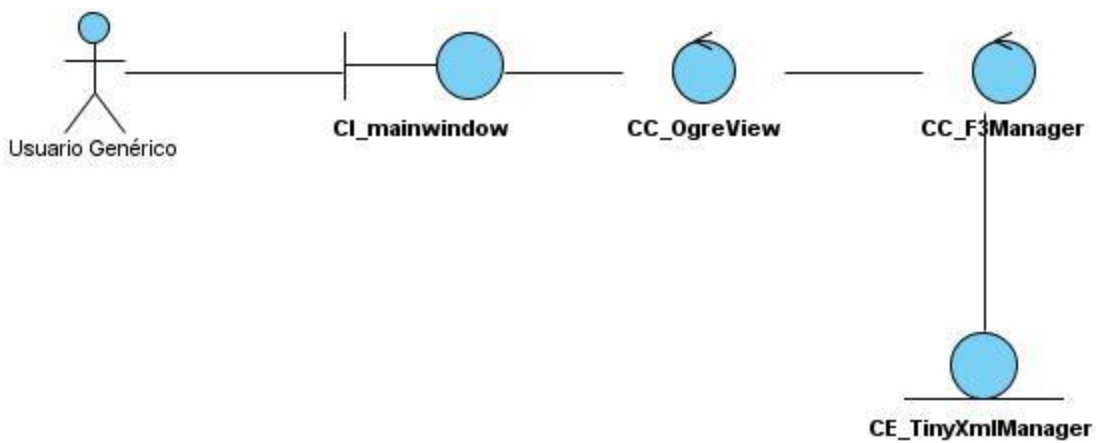 Usuario Genérico
CI_mainwindow
CC_OgreView
CC_F3Manager
CE_TinyXmlManager